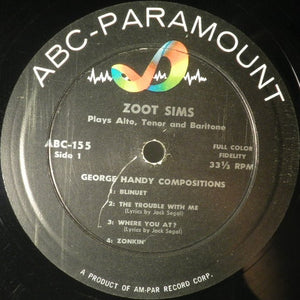 ABC-PARAMOUNT
ZOOT SIMS
Plays Alto, Tenor and Baritone
ABC-155
Side 1
FULL COLOR
FIDELITY
33⅓ RPM
GEORGE HANDY COMPOSITIONS
1: BLINUET
2: THE TROUBLE WITH ME
(Lyrics by Jack Segal)
3: WHERE YOU AT?
(Lyrics by Jack Segal)
4: ZONKIN'
A PRODUCT OF AM-PAR RECORD CORP.